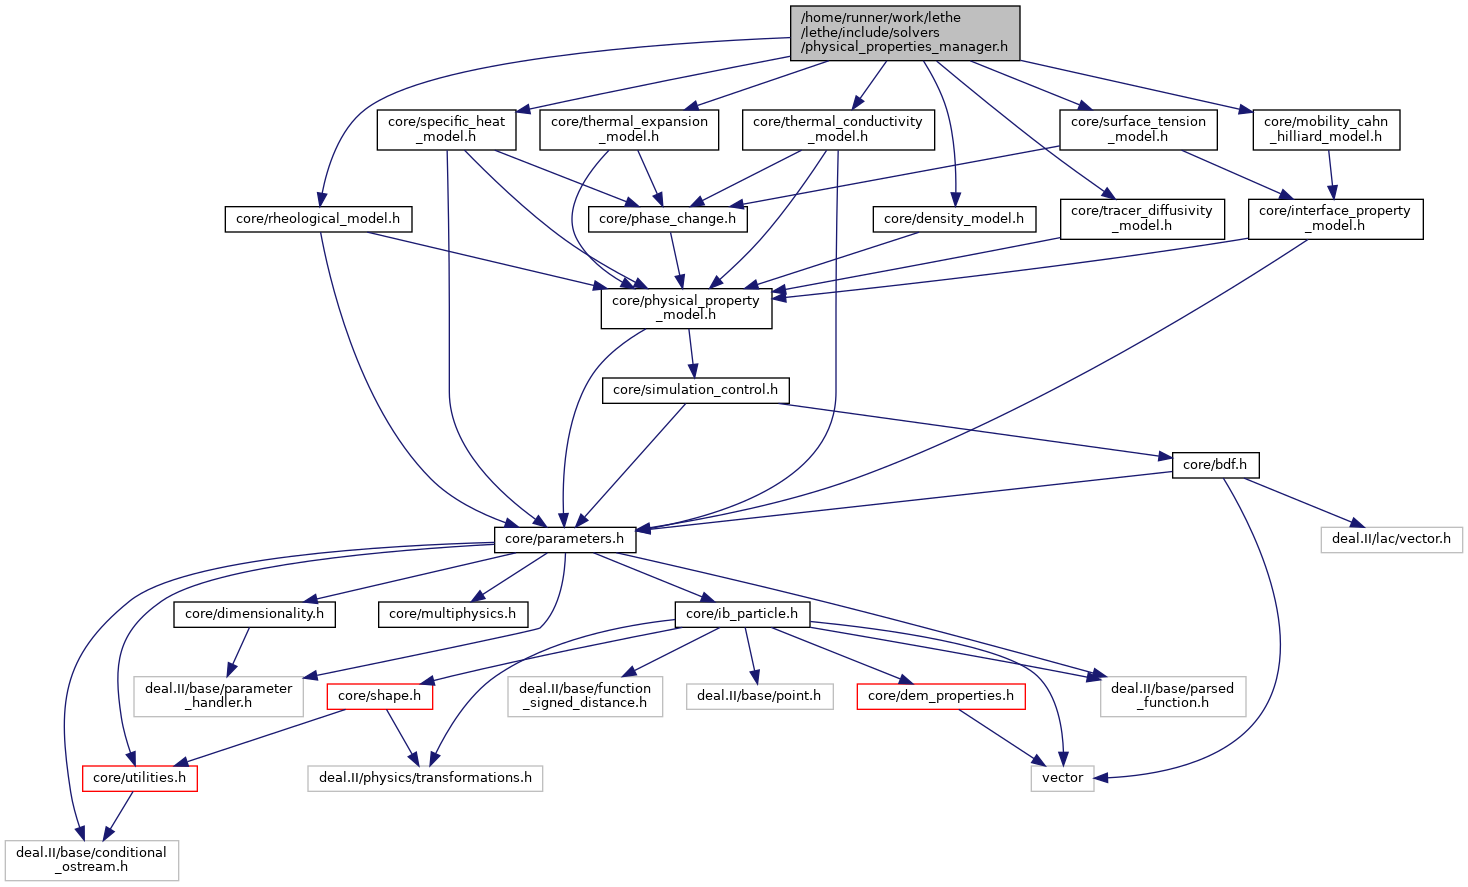 /home/runner/work/lethe
/lethe/include/solvers
/physical_properties_manager.h
core/specific_heat
_model.h
core/thermal_expansion
_model.h
core/thermal_conductivity
_model.h
core/surface_tension
_model.h
core/mobility_cahn
_hilliard_model.h
core/rheological_model.h
core/phase_change.h
core/density_model.h
core/tracer_diffusivity
_model.h
core/interface_property
_model.h
core/physical_property
_model.h
core/simulation_control.h
core/bdf.h
core/parameters.h
deal.II/lac/vector.h
core/dimensionality.h
core/multiphysics.h
core/ib_particle.h
deal.II/base/parameter
_handler.h
core/shape.h
deal.II/base/function
_signed_distance.h
deal.II/base/point.h
core/dem_properties.h
deal.II/base/parsed
_function.h
core/utilities.h
deal.II/physics/transformations.h
vector
deal.II/base/conditional
_ostream.h